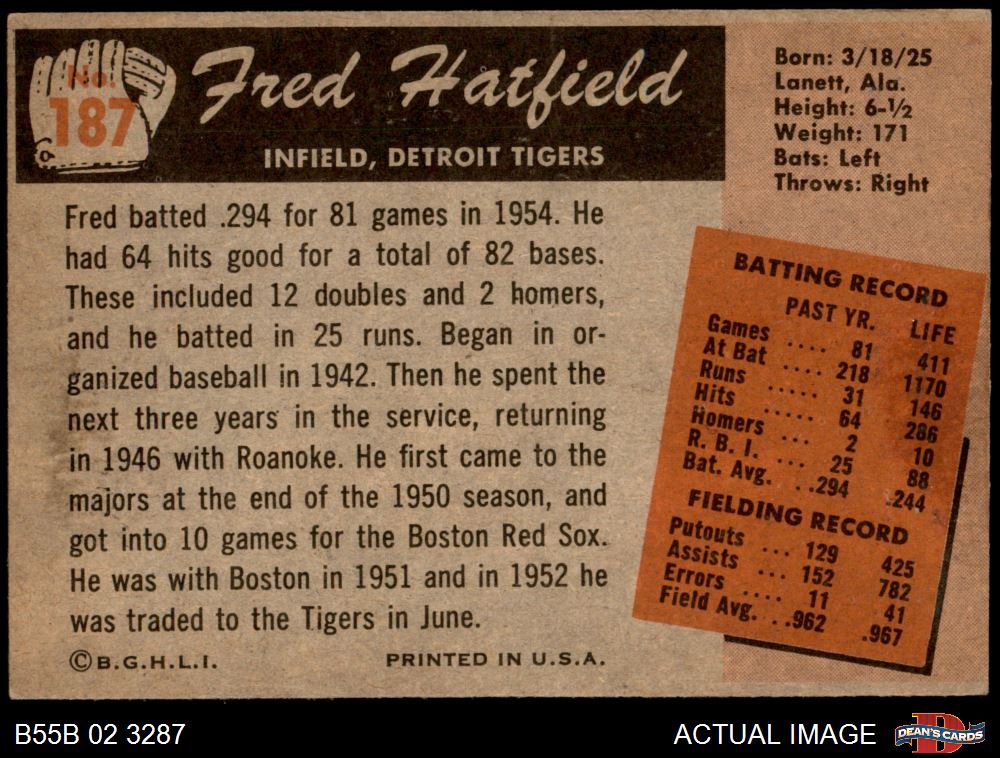 No.
187
Fred Hatfield
INFIELD, DETROIT TIGERS
Born: 3/18/25
Lanett, Ala.
Height: 6-½
Weight: 171
Bats: Left
Throws: Right
Fred batted .294 for 81 games in 1954. He
had 64 hits good for a total of 82 bases.
These included 12 doubles and 2 homers,
and he batted in 25 runs. Began in or-
ganized baseball in 1942. Then he spent the
next three years in the service, returning
in 1946 with Roanoke. He first came to the
majors at the end of the 1950 season, and
got into 10 games for the Boston Red Sox.
He was with Boston in 1951 and in 1952 he
was traded to the Tigers in June.
©B.G.H.L.I. PRINTED IN U.S.A.
BATTING RECORD
PAST YR. LIFE
Games .... 81 411
At Bat .... 218 1170
Runs ..... 31 146
Hits ..... 64 286
Homers ... 2 10
R. B. I. ... 25 88
Bat. Avg. . .294 .244
FIELDING RECORD
Putouts ... 129 425
Assists ... 152 782
Errors .... 11 41
Field Avg. . .962 .967
B55B 02 3287
ACTUAL IMAGE
DEAN'S CARDS